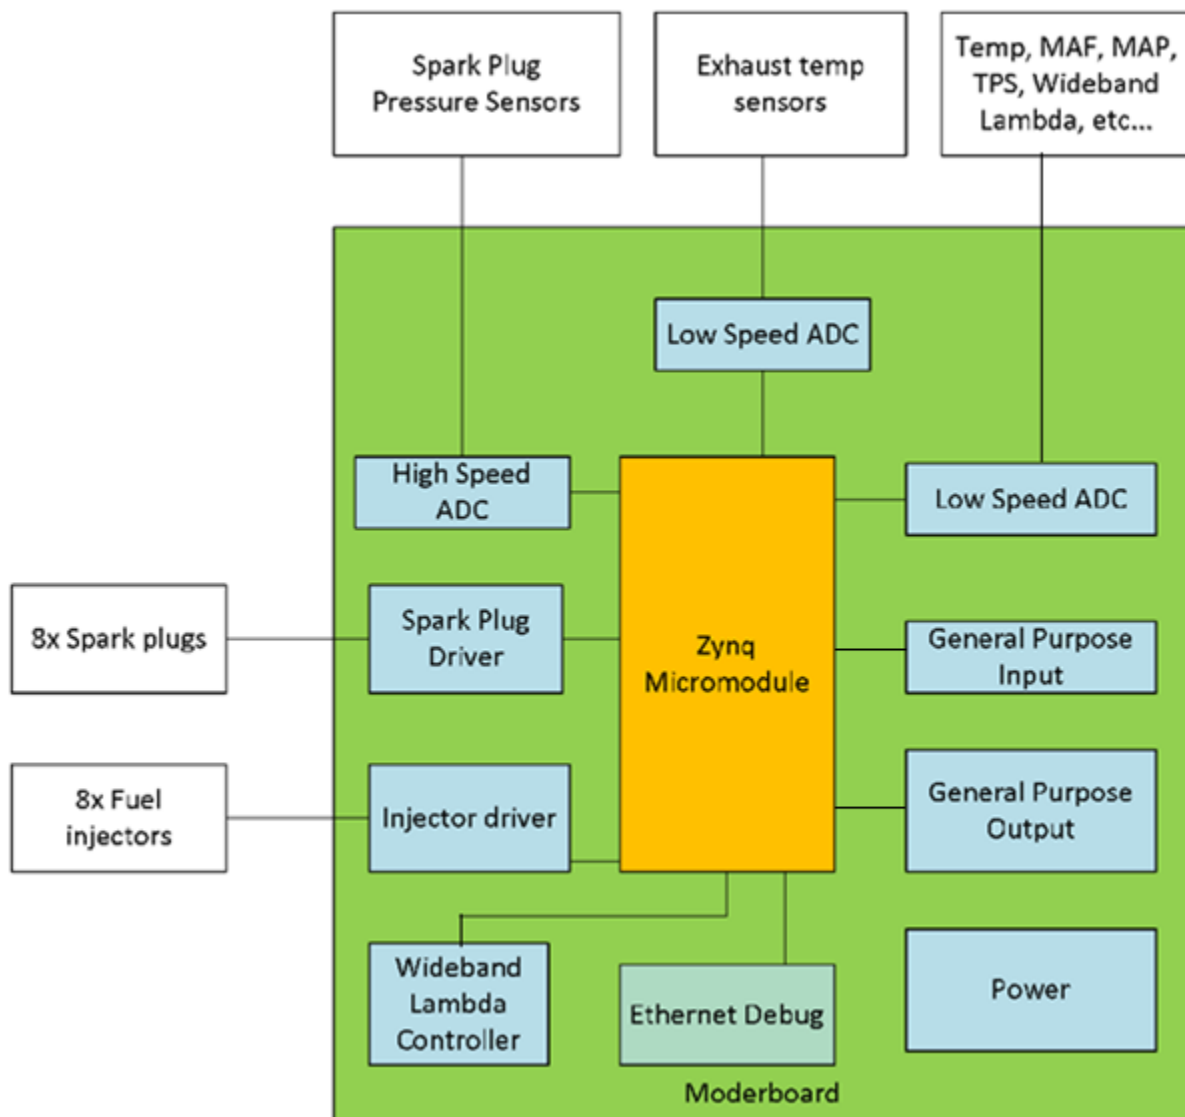 Spark Plug
Pressure Sensors
Exhaust temp
sensors
Temp, MAF, MAP,
TPS, Wideband
Lambda, etc...
Low Speed ADC
High Speed
ADC
Low Speed ADC
8x Spark plugs
Spark Plug
Driver
Zynq
Micromodule
General Purpose
Input
8x Fuel
injectors
Injector driver
General Purpose
Output
Wideband
Lambda
Controller
Ethernet Debug
Power
Moderboard